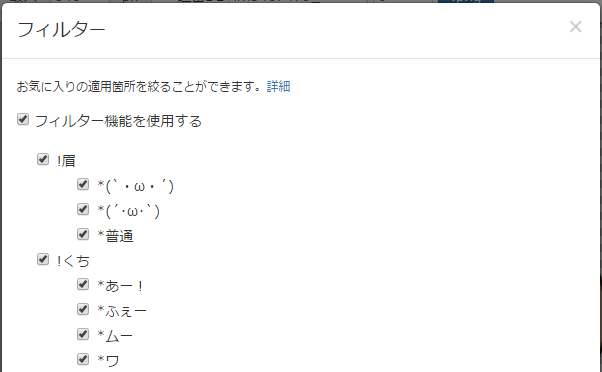 フィルター
×
お気に入りの適用箇所を絞ることができます。詳細
フィルター機能を使用する
!眉
*(`・ω・´)
*(´･ω･`)
*普通
!くち
*あー！
*ふぇー
*ムー
*ワ